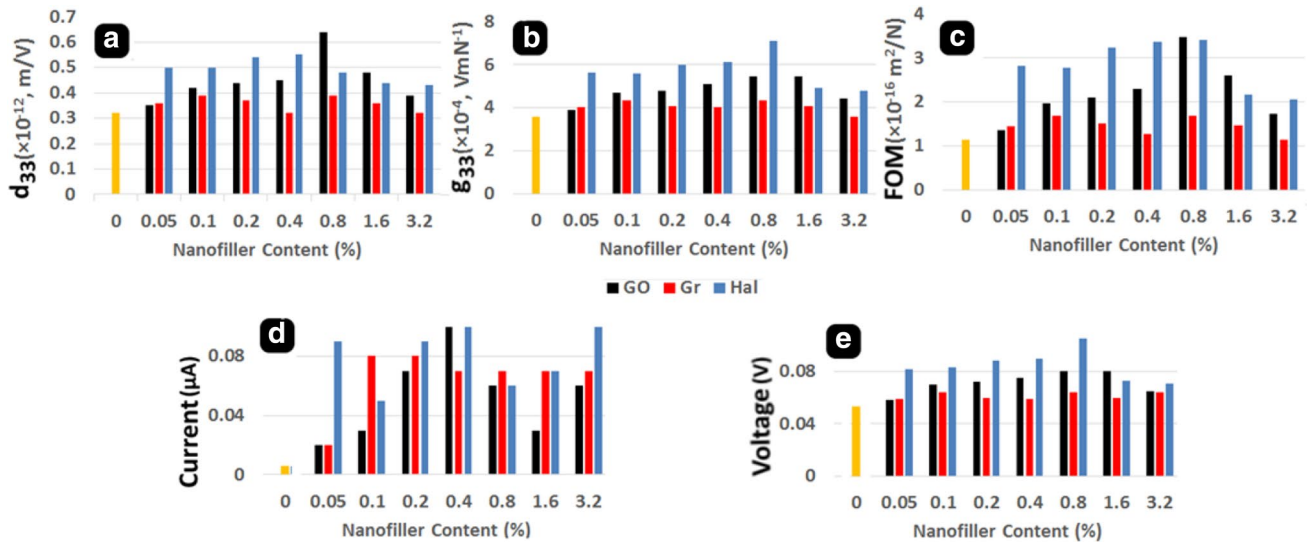 a
d33(×10-12, m/V)
0.7
0.6
0.5
0.4
0.3
0.2
0.1
0
0 0.05 0.1 0.2 0.4 0.8 1.6 3.2
Nanofiller Content (%)
b
g33(×10-4, VmN-1)
8
6
4
2
0
0 0.05 0.1 0.2 0.4 0.8 1.6 3.2
Nanofiller Content (%)
c
FOM(×10-16 m2/N)
4
3
2
1
0
0 0.05 0.1 0.2 0.4 0.8 1.6 3.2
Nanofiller Content (%)
GO Gr Hal
d
Current(µA)
0.08
0.04
0
0 0.05 0.1 0.2 0.4 0.8 1.6 3.2
Nanofiller Content (%)
e
Voltage(V)
0.08
0.04
0
0 0.05 0.1 0.2 0.4 0.8 1.6 3.2
Nanofiller Content (%)